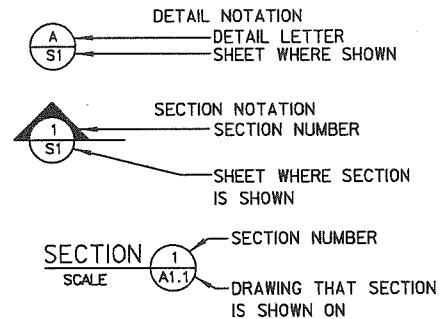 DETAIL NOTATION
A
DETAIL LETTER
S1
SHEET WHERE SHOWN
SECTION NOTATION
1
SECTION NUMBER
S1
SHEET WHERE SECTION
IS SHOWN
SECTION NUMBER
SECTION
1
SCALE
A1.1
DRAWING THAT SECTION
IS SHOWN ON